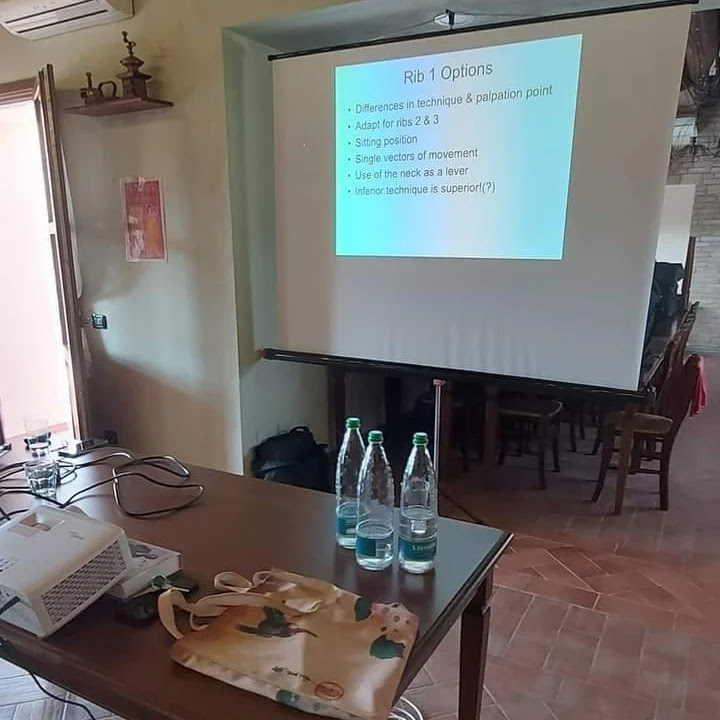 Rib 1 Options
• Differences in technique & palpation point
• Adapt for ribs 2 & 3
• Sitting position
• Single vectors of movement
• Use of the neck as a lever
• Inferior technique is superior!(?)